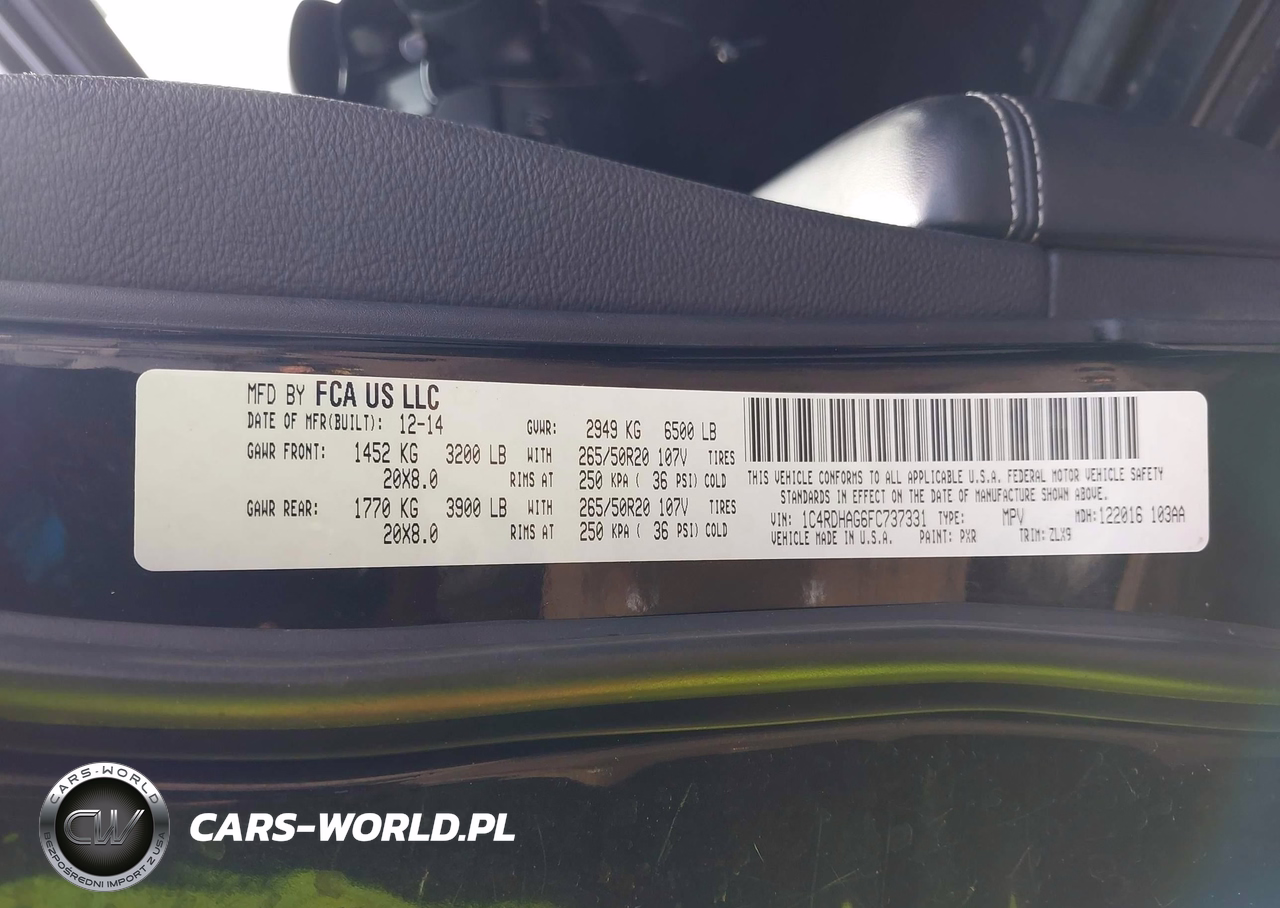 MFD BY FCA US LLC
DATE OF MFR(BUILT): 12-14 GVWR: 2949 KG 6500 LB
GAWR FRONT: 1452 KG 3200 LB WITH 265/50R20 107V TIRES
20X8.0 RIMS AT 250 KPA ( 36 PSI) COLD
GAWR REAR: 1770 KG 3900 LB WITH 265/50R20 107V TIRES
20X8.0 RIMS AT 250 KPA ( 36 PSI) COLD
THIS VEHICLE CONFORMS TO ALL APPLICABLE U.S.A. FEDERAL MOTOR VEHICLE SAFETY
STANDARDS IN EFFECT ON THE DATE OF MANUFACTURE SHOWN ABOVE.
VIN: 1C4RDHAG6FC737331 TYPE: MPV MDH: 122016 103AA
VEHICLE MADE IN U.S.A. PAINT: PXR TRIM: ZLX9
CARS-WORLD
CW
BEZPOŚREDNI IMPORT Z USA
CARS-WORLD.PL